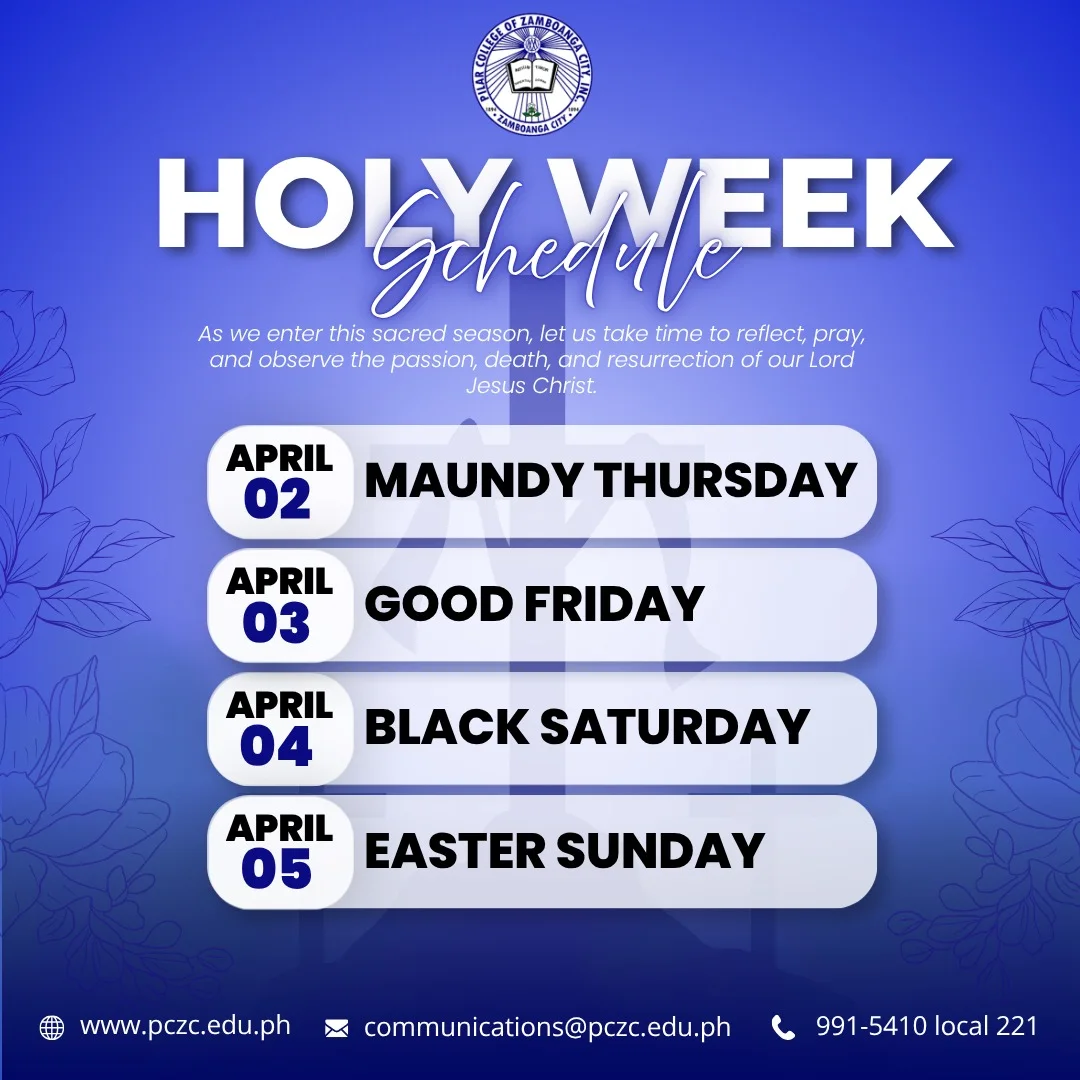 PILAR COLLEGE OF ZAMBOANGA CITY, INC.
1894 1894
ZAMBOANGA CITY
HOLY WEEK
Schedule
As we enter this sacred season, let us take time to reflect, pray,
and observe the passion, death, and resurrection of our Lord
Jesus Christ.
APRIL
02
MAUNDY THURSDAY
APRIL
03
GOOD FRIDAY
APRIL
04
BLACK SATURDAY
APRIL
05
EASTER SUNDAY
www.pczc.edu.ph
communications@pczc.edu.ph
991-5410 local 221